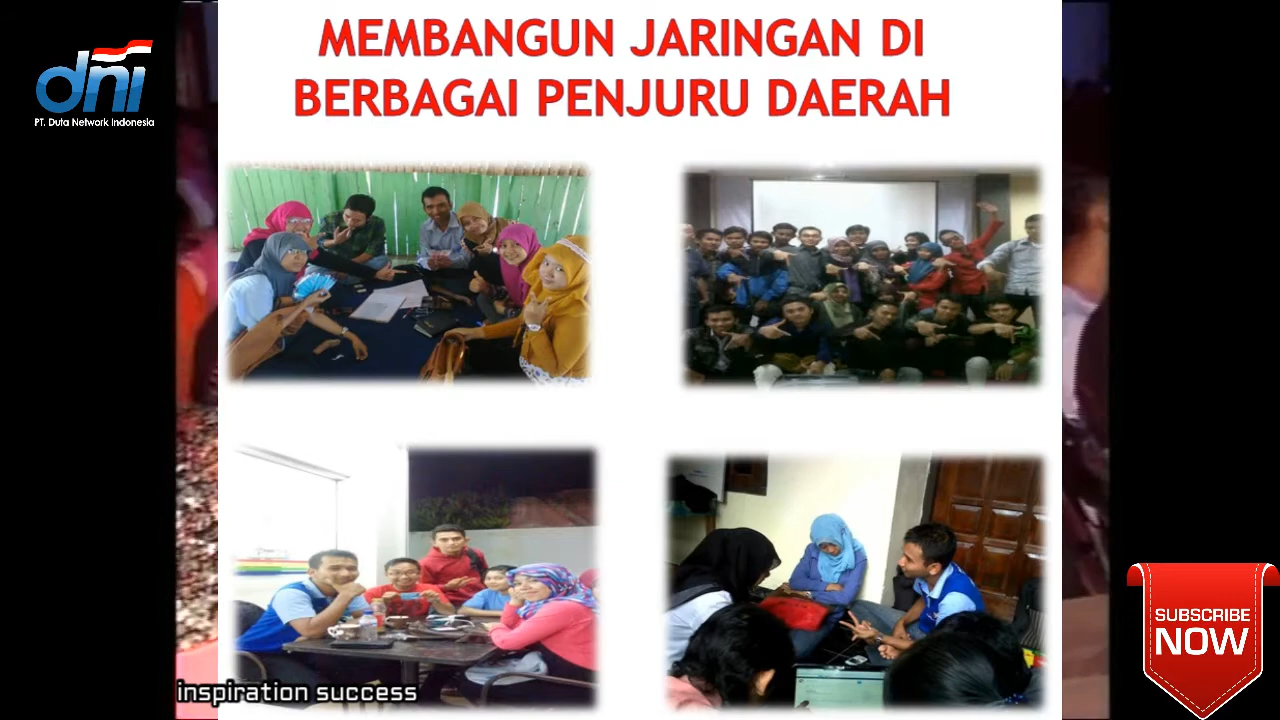 MEMBANGUN JARINGAN DI
BERBAGAI PENJURU DAERAH
dni
PT. Duta Network Indonesia
SUBSCRIBE
NOW
inspiration success